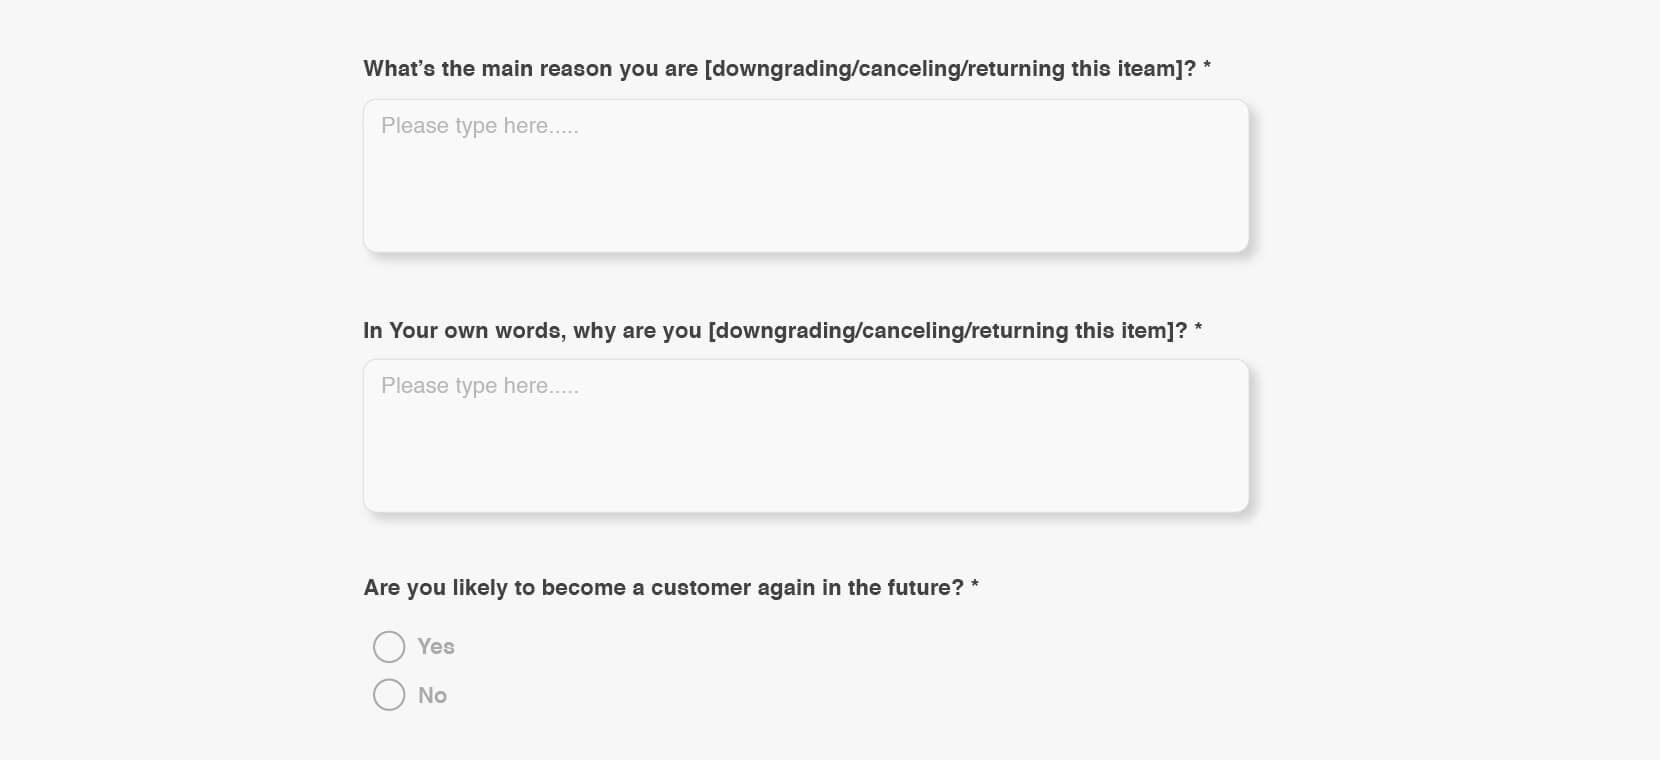 What’s the main reason you are [downgrading/canceling/returning this iteam]? *
Please type here.....
In Your own words, why are you [downgrading/canceling/returning this item]? *
Please type here.....
Are you likely to become a customer again in the future? *
Yes
No